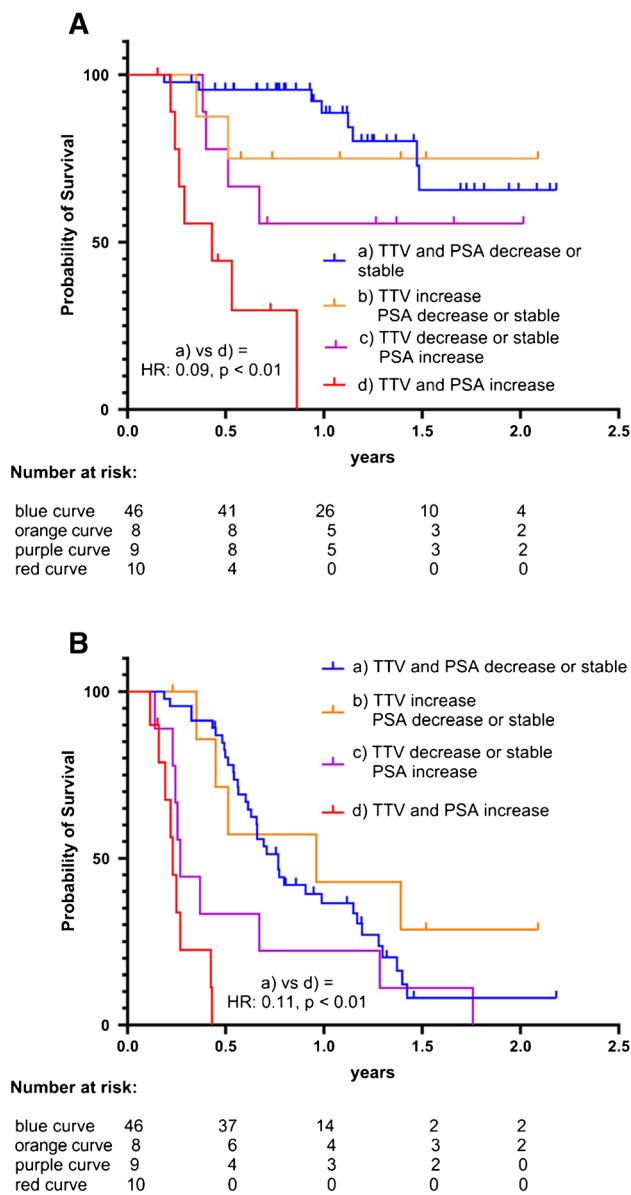 A
100
50
0
Probability of Survival
a) TTV and PSA decrease or
stable
b) TTV increase
PSA decrease or stable
c) TTV decrease or stable
PSA increase
d) TTV and PSA increase
a) vs d) =
HR: 0.09, p < 0.01
0.0 0.5 1.0 1.5 2.0 2.5
years
Number at risk:
blue curve 46 41 26 10 4
orange curve 8 8 5 3 2
purple curve 9 8 5 3 2
red curve 10 4 0 0 0
B
100
50
0
Probability of Survival
a) TTV and PSA decrease or stable
b) TTV increase
PSA decrease or stable
c) TTV decrease or stable
PSA increase
d) TTV and PSA increase
a) vs d) =
HR: 0.11, p < 0.01
0.0 0.5 1.0 1.5 2.0 2.5
years
Number at risk:
blue curve 46 37 14 2 2
orange curve 8 6 4 3 2
purple curve 9 4 3 2 0
red curve 10 0 0 0 0